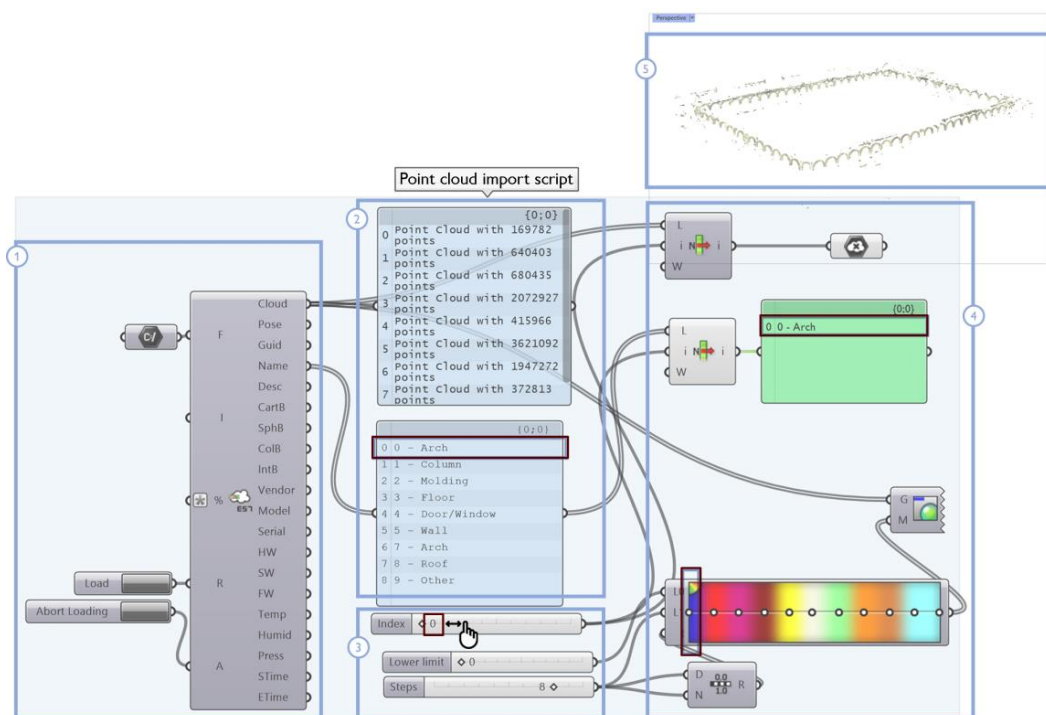 Perspective
5
Point cloud import script
1
2
{0;0}
0 Point Cloud with 169782
points
1 Point Cloud with 640403
points
2 Point Cloud with 680435
points
3 Point Cloud with 2072927
points
4 Point Cloud with 415966
points
5 Point Cloud with 3621092
points
6 Point Cloud with 1947272
points
7 Point Cloud with 372813
points
{0;0}
0 0 - Arch
1 1 - Column
2 2 - Molding
3 3 - Floor
4 4 - Door/Window
5 5 - Wall
6 7 - Arch
7 8 - Roof
8 9 - Other
F
I
%
R
A
E57
Cloud
Pose
Guid
Name
Desc
CartB
SphB
ColB
IntB
Vendor
Model
Serial
HW
SW
FW
Temp
Humid
Press
STime
ETime
Load
Abort Loading
3
Index 0
Lower limit 0
Steps 8
4
L
i N i
W
L
i N i
W
{0;0}
0 0 - Arch
G
M
L0
L1
D 0.0 R
N 1.0